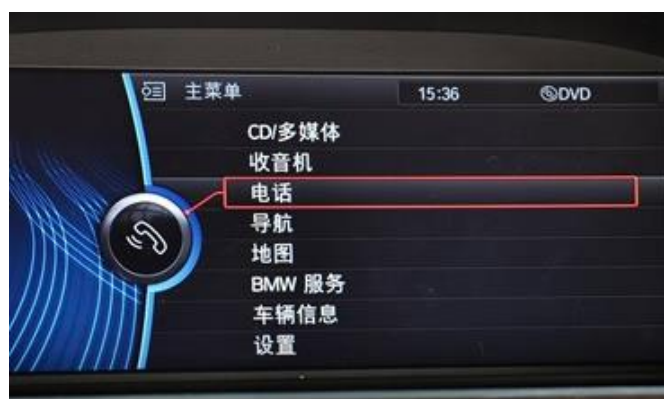 主菜单 15:36 DVD
CD/多媒体
收音机
电话
导航
地图
BMW 服务
车辆信息
设置